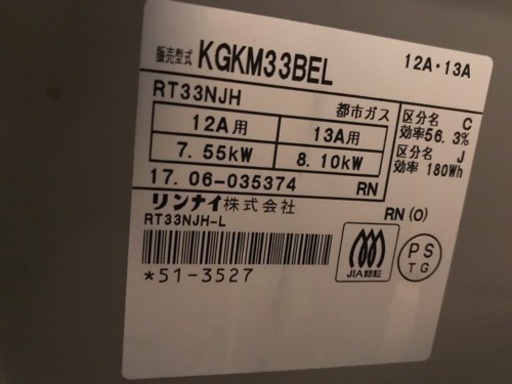 販売型式 KGKM33BEL 12A・13A
RT33NJH 都市ガス
12A用 13A用
7.55kW 8.10kW
区分名 C
効率56.3%
区分名 J
効率 180Wh
17.06-035374 RN
リンナイ株式会社
RT33NJH-L
RN(O)
*51-3527
JIA認証
PS
TG